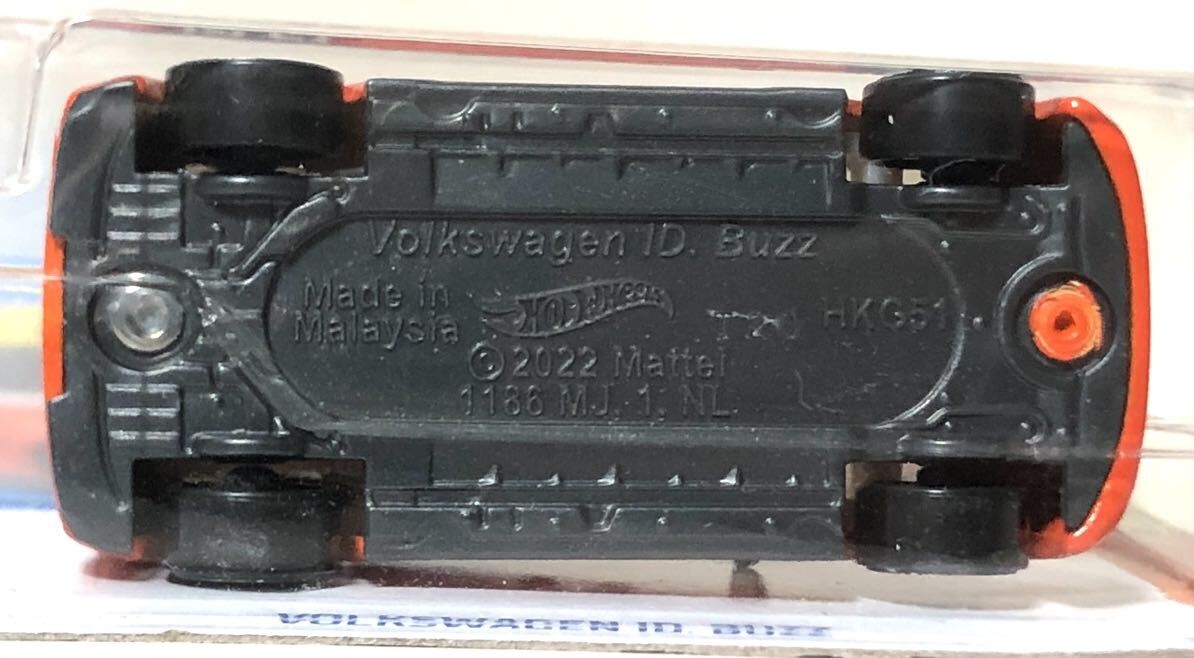 Volkswagen ID. Buzz
Made in
Malaysia
Hot Wheels
HKG51
©2022 Mattel
1186 MJ, 1, NL
VOLKSWAGEN ID. BUZZ